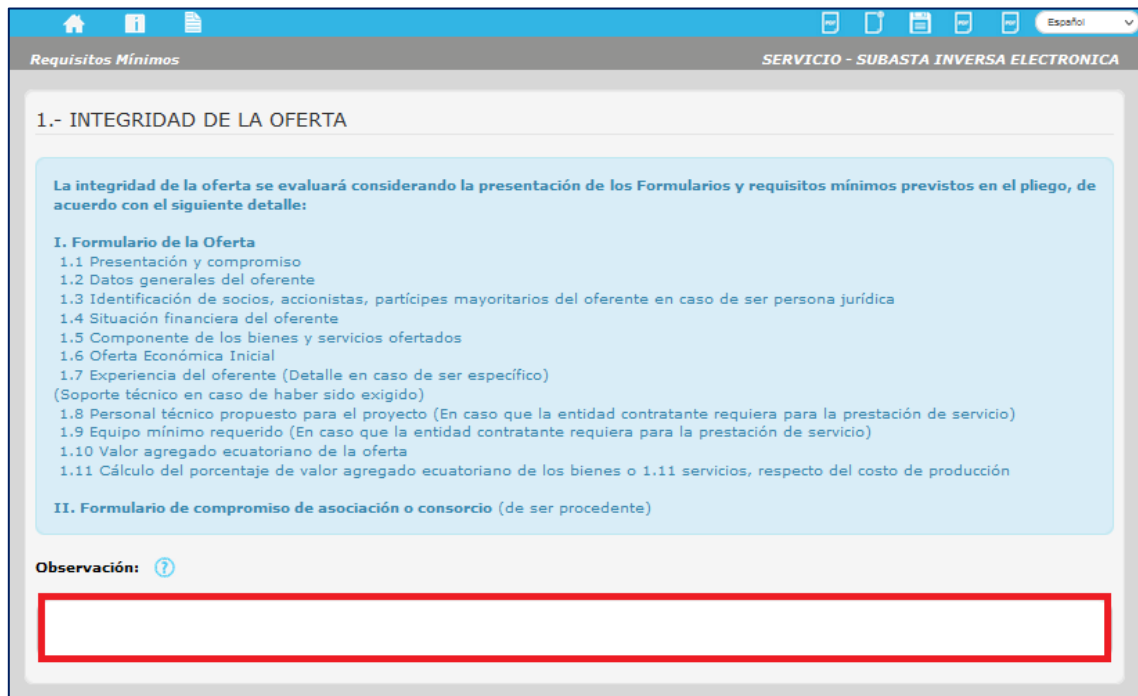 Español
Requisitos Mínimos
SERVICIO - SUBASTA INVERSA ELECTRONICA
1.- INTEGRIDAD DE LA OFERTA
La integridad de la oferta se evaluará considerando la presentación de los Formularios y requisitos mínimos previstos en el pliego, de
acuerdo con el siguiente detalle:
I. Formulario de la Oferta
1.1 Presentación y compromiso
1.2 Datos generales del oferente
1.3 Identificación de socios, accionistas, partícipes mayoritarios del oferente en caso de ser persona jurídica
1.4 Situación financiera del oferente
1.5 Componente de los bienes y servicios ofertados
1.6 Oferta Económica Inicial
1.7 Experiencia del oferente (Detalle en caso de ser específico)
(Soporte técnico en caso de haber sido exigido)
1.8 Personal técnico propuesto para el proyecto (En caso que la entidad contratante requiera para la prestación de servicio)
1.9 Equipo mínimo requerido (En caso que la entidad contratante requiera para la prestación de servicio)
1.10 Valor agregado ecuatoriano de la oferta
1.11 Cálculo del porcentaje de valor agregado ecuatoriano de los bienes o 1.11 servicios, respecto del costo de producción
II. Formulario de compromiso de asociación o consorcio (de ser procedente)
Observación: ?